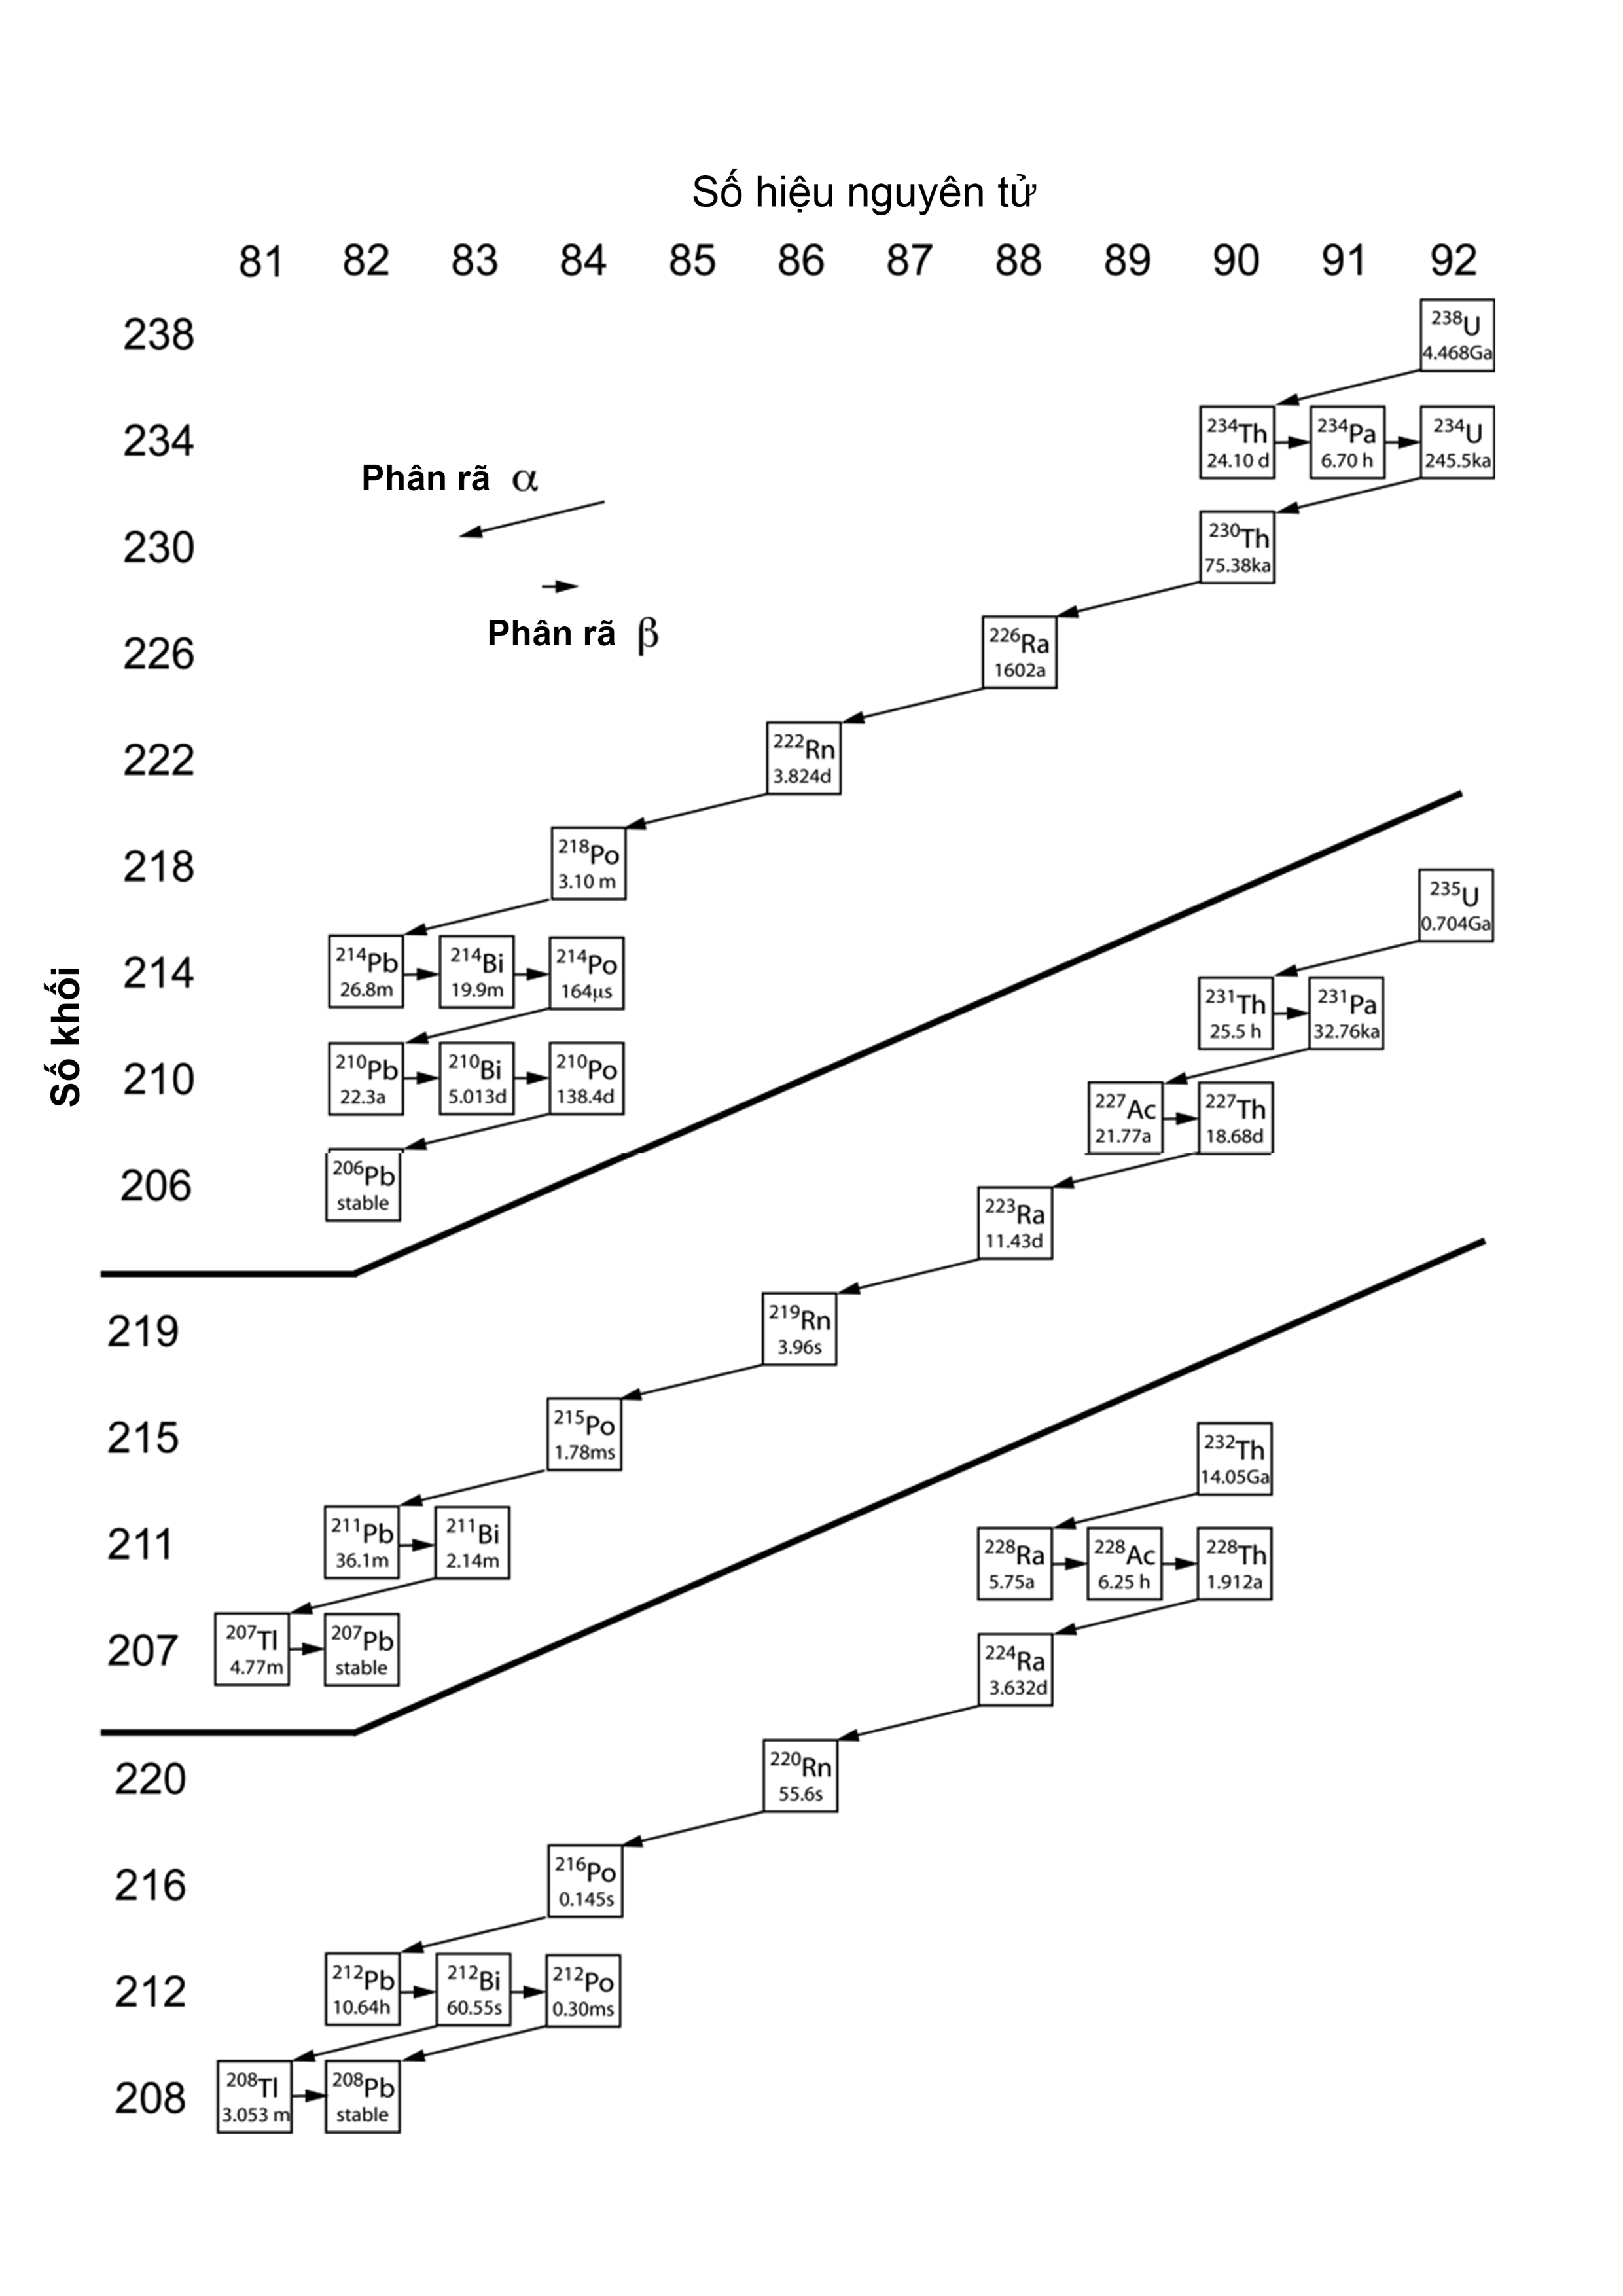 Số hiệu nguyên tử
81 82 83 84 85 86 87 88 89 90 91 92
238
²³⁸U
4.468Ga
234
²³⁴Th
24.10 d
²³⁴Pa
6.70 h
²³⁴U
245.5ka
Phân rã α
230
²³⁰Th
75.38ka
Phân rã β
226
²²⁶Ra
1602a
222
²²²Rn
3.824d
218
²¹⁸Po
3.10 m
Số khối
214
²¹⁴Pb
26.8m
²¹⁴Bi
19.9m
²¹⁴Po
164µs
210
²¹⁰Pb
22.3a
²¹⁰Bi
5.013d
²¹⁰Po
138.4d
206
²⁰⁶Pb
stable
²³⁵U
0.704Ga
²³¹Th
25.5 h
²³¹Pa
32.76ka
²²⁷Ac
21.77a
²²⁷Th
18.68d
²²³Ra
11.43d
219
²¹⁹Rn
3.96s
215
²¹⁵Po
1.78ms
211
²¹¹Pb
36.1m
²¹¹Bi
2.14m
207
²⁰⁷Tl
4.77m
²⁰⁷Pb
stable
²³²Th
14.05Ga
²²⁸Ra
5.75a
²²⁸Ac
6.25 h
²²⁸Th
1.912a
²²⁴Ra
3.632d
220
²²⁰Rn
55.6s
216
²¹⁶Po
0.145s
212
²¹²Pb
10.64h
²¹²Bi
60.55s
²¹²Po
0.30ms
208
²⁰⁸Tl
3.053 m
²⁰⁸Pb
stable